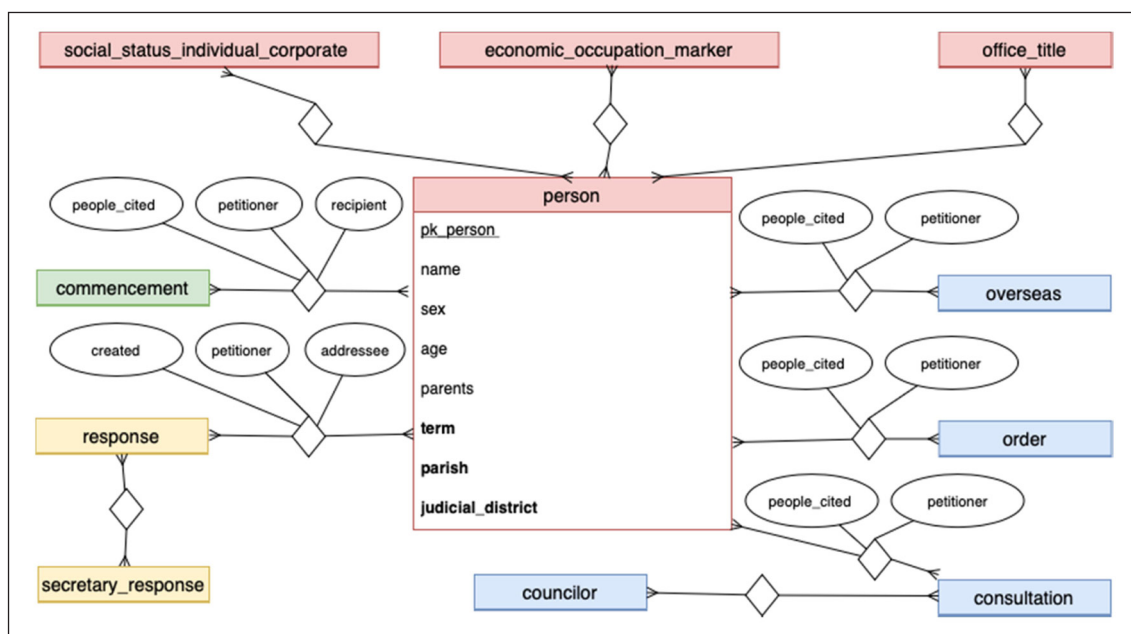 social_status_individual_corporate
economic_occupation_marker
office_title
people_cited
petitioner
recipient
commencement
created
petitioner
addressee
response
secretary_response
person
pk_person
name
sex
age
parents
term
parish
judicial_district
people_cited
petitioner
overseas
people_cited
petitioner
order
people_cited
petitioner
councilor
consultation